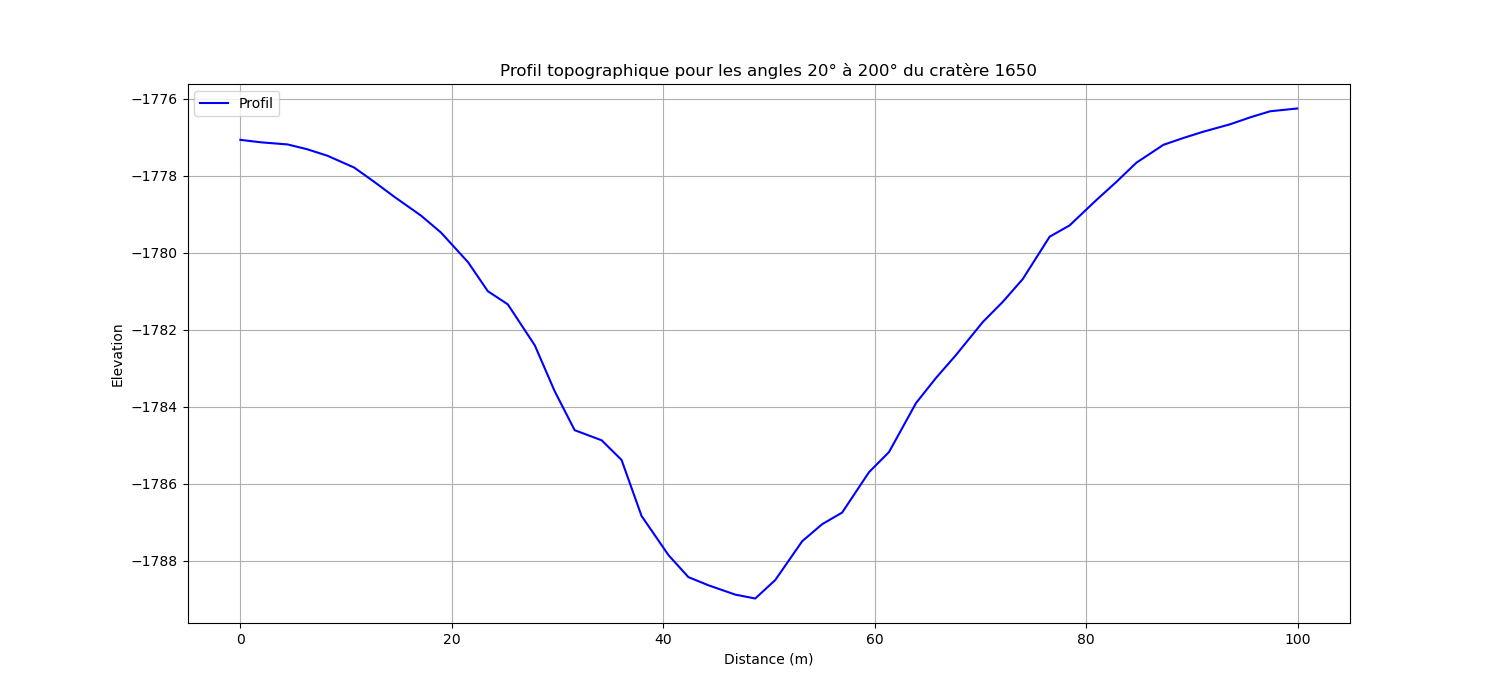 Profil topographique pour les angles 20° à 200° du cratère 1650
Profil
−1776
−1778
−1780
−1782
−1784
−1786
−1788
Elevation
0 20 40 60 80 100
Distance (m)